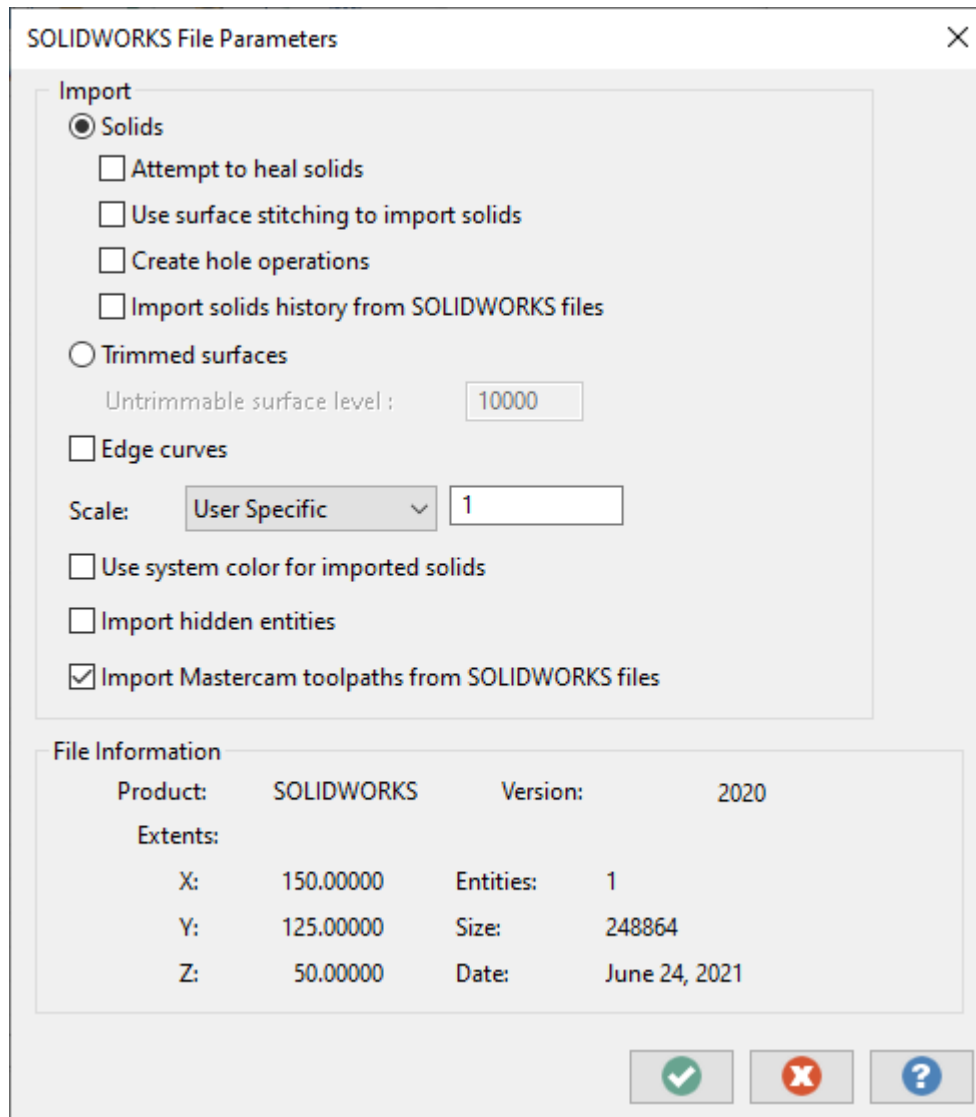 SOLIDWORKS File Parameters
Import
Solids
Attempt to heal solids
Use surface stitching to import solids
Create hole operations
Import solids history from SOLIDWORKS files
Trimmed surfaces
Untrimmable surface level : 10000
Edge curves
Scale: User Specific 1
Use system color for imported solids
Import hidden entities
Import Mastercam toolpaths from SOLIDWORKS files
File Information
Product: SOLIDWORKS Version: 2020
Extents:
X: 150.00000 Entities: 1
Y: 125.00000 Size: 248864
Z: 50.00000 Date: June 24, 2021
?